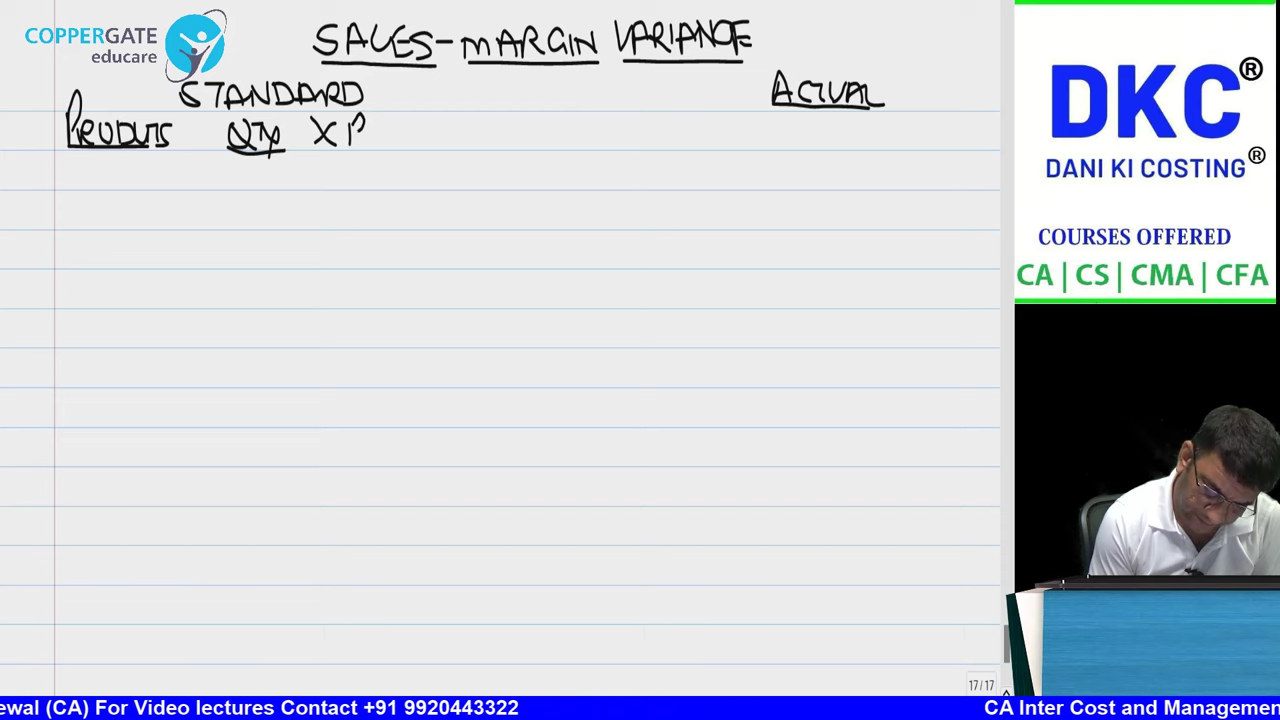 COPPERGATE
educare
SALES-MARGIN VARIANCE
STANDARD
ACTUAL
PRODUCTS QTY X P
DKC®
DANI KI COSTING®
COURSES OFFERED
CA | CS | CMA | CFA
17/17
ewal (CA) For Video lectures Contact +91 9920443322
CA Inter Cost and Managemen